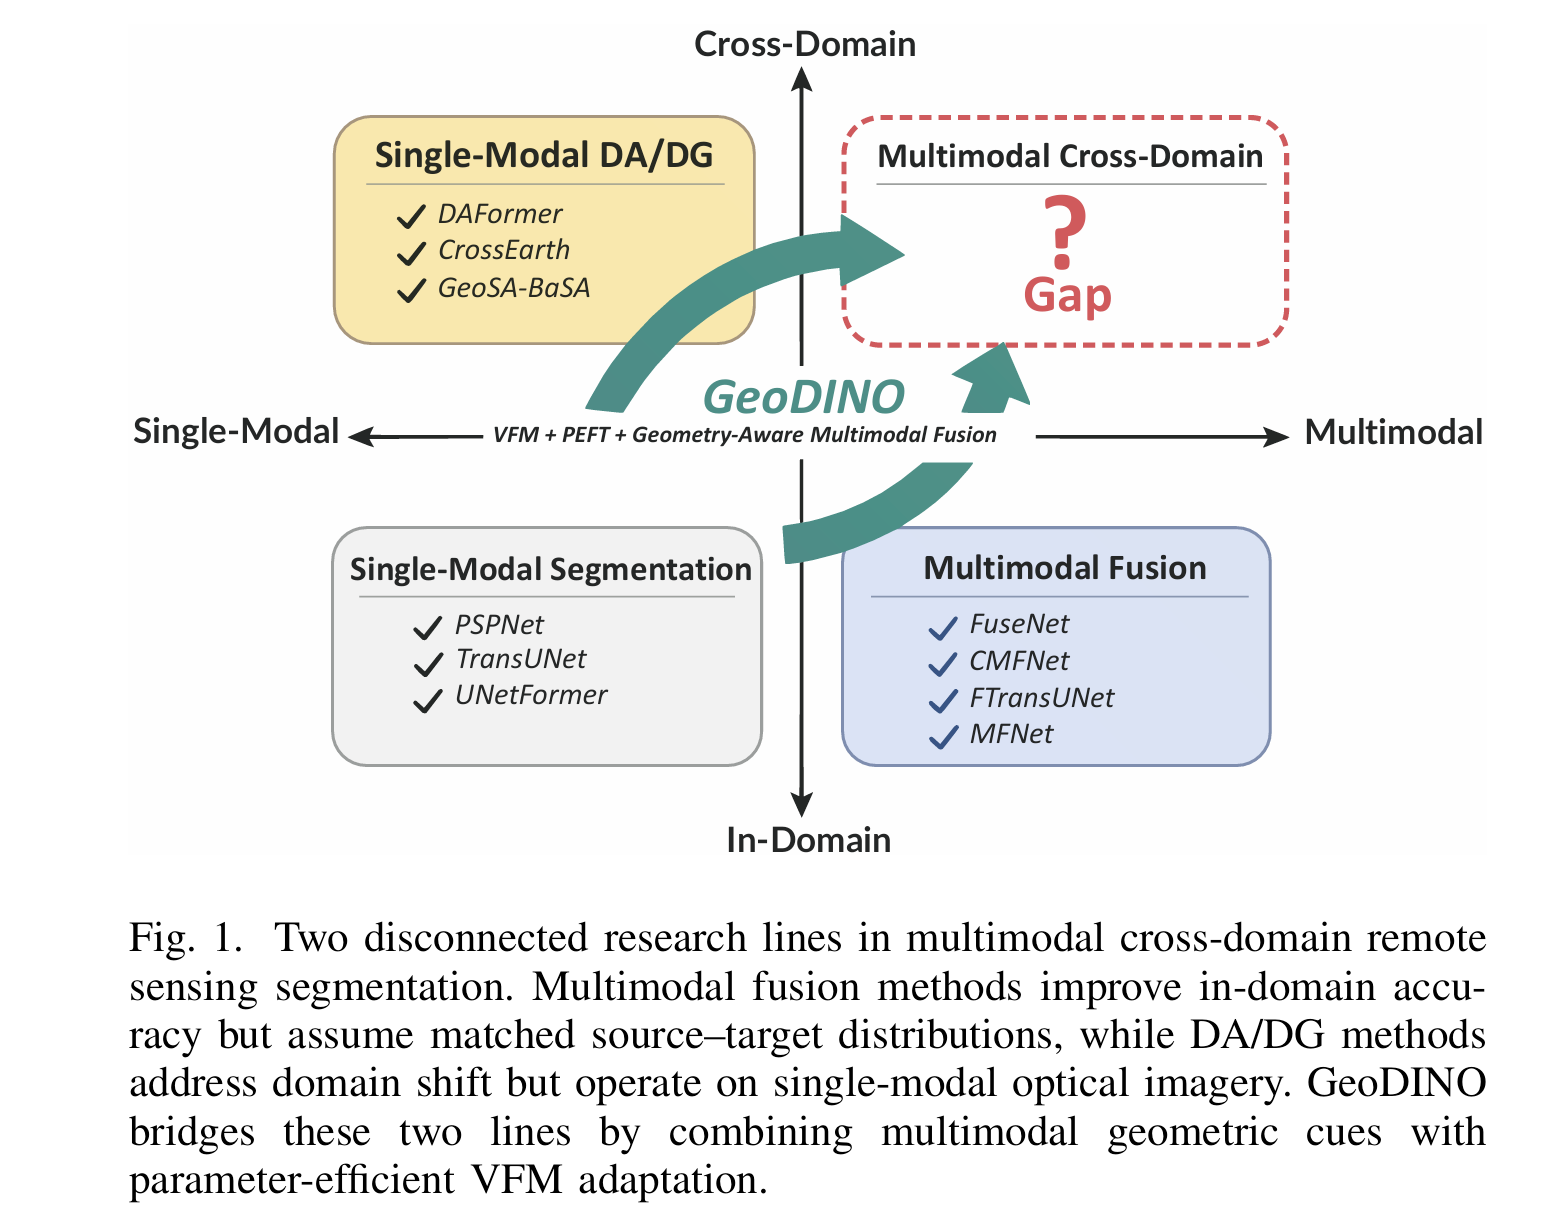 Cross-Domain
Single-Modal DA/DG
DAFormer
CrossEarth
GeoSA-BaSA
Multimodal Cross-Domain
?
Gap
GeoDINO
Single-Modal
VFM + PEFT + Geometry-Aware Multimodal Fusion
Multimodal
Single-Modal Segmentation
PSPNet
TransUNet
UNetFormer
Multimodal Fusion
FuseNet
CMFNet
FTransUNet
MFNet
In-Domain
Fig. 1. Two disconnected research lines in multimodal cross-domain remote
sensing segmentation. Multimodal fusion methods improve in-domain accu-
racy but assume matched source–target distributions, while DA/DG methods
address domain shift but operate on single-modal optical imagery. GeoDINO
bridges these two lines by combining multimodal geometric cues with
parameter-efficient VFM adaptation.